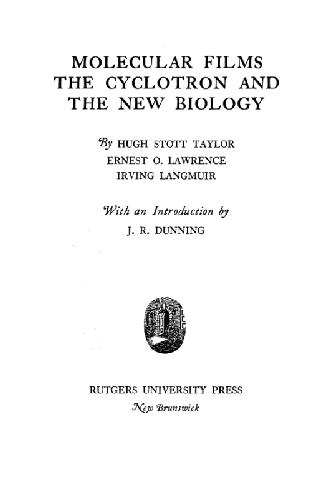 MOLECULAR FILMS
THE CYCLOTRON AND
THE NEW BIOLOGY
By HUGH STOTT TAYLOR
ERNEST O. LAWRENCE
IRVING LANGMUIR
With an Introduction by
J. R. DUNNING
RUTGERS UNIVERSITY PRESS
New Brunswick